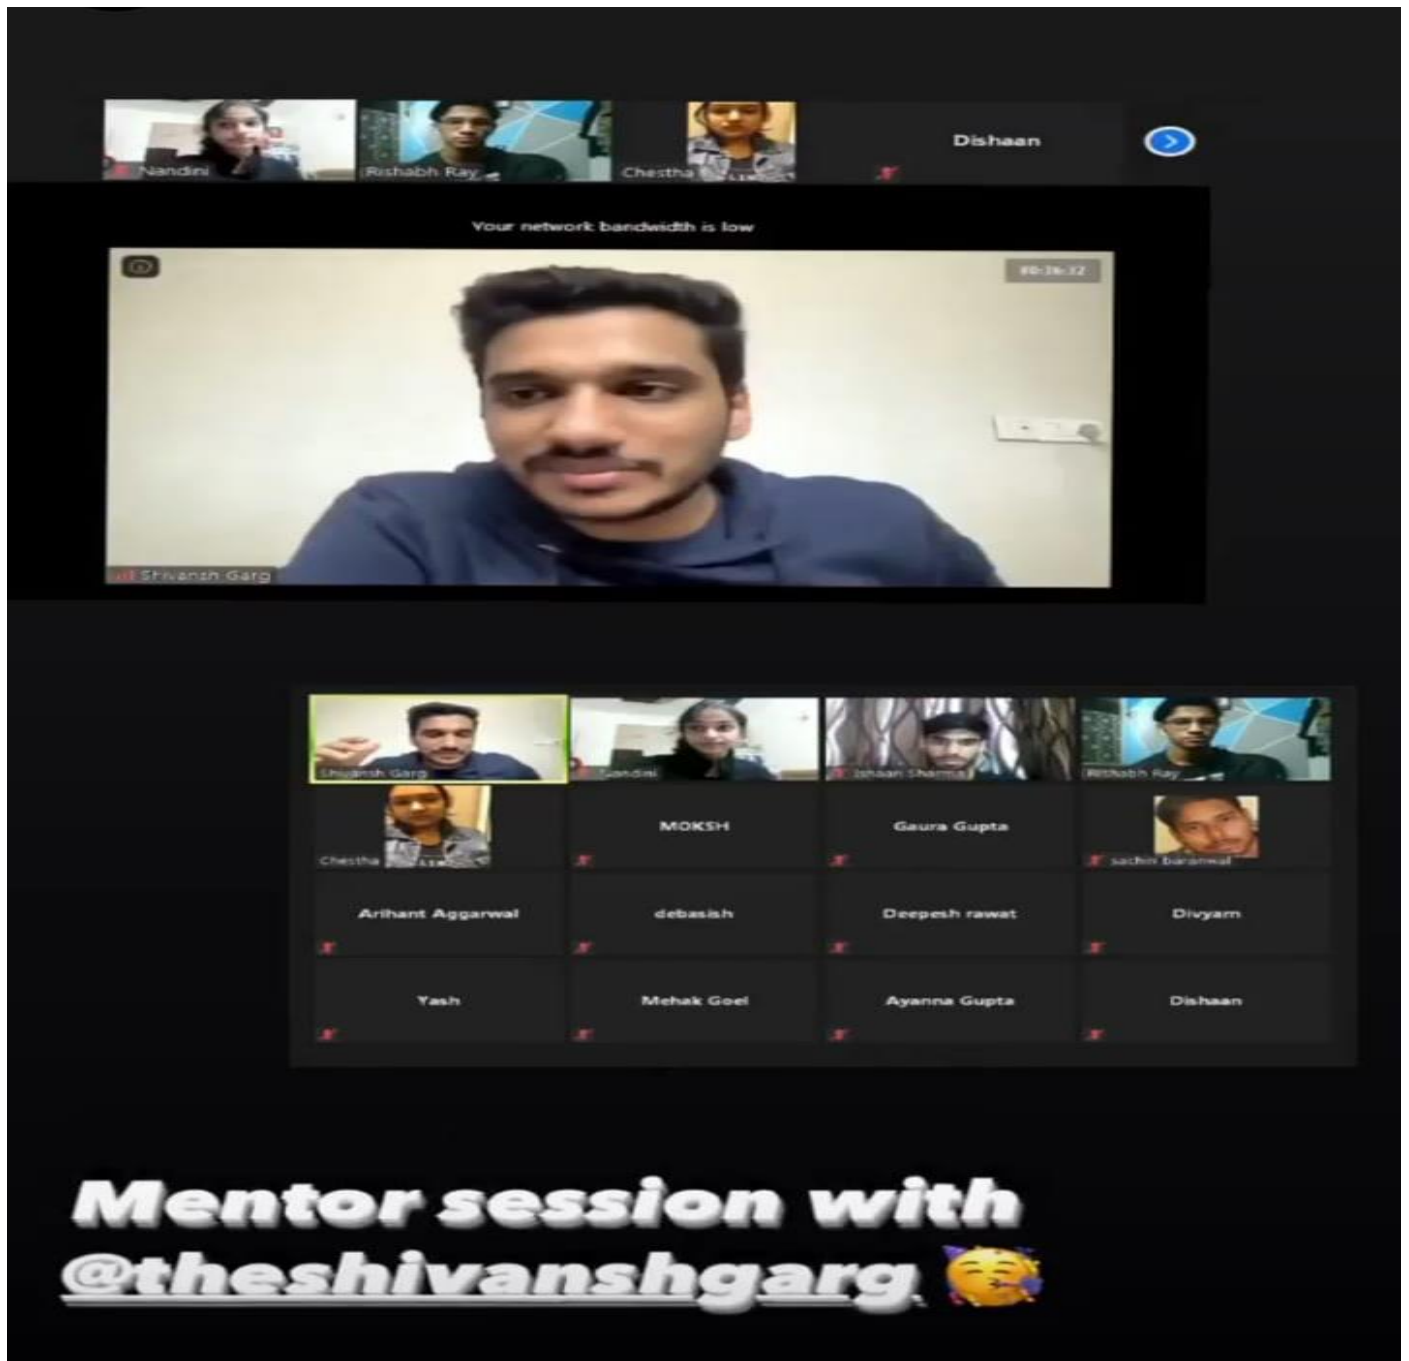 Nandini
Rishabh Ray
Chestha
Dishaan
Your network bandwidth is low
Shivansh Garg
Shivansh Garg
Nandini
Ishaan Sharma
Rishabh Ray
Chestha
MOKSH
Gaura Gupta
sachin baranwal
Arihant Aggarwal
debasish
Deepesh rawat
Divyam
Yash
Mehak Goel
Ayanna Gupta
Dishaan
Mentor session with
@theshivanshgarg 🥳